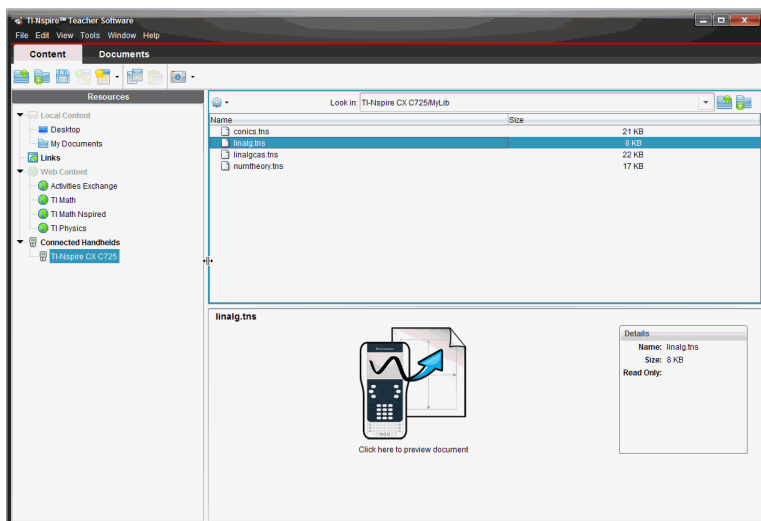 TI-Nspire™ Teacher Software
File Edit View Tools Window Help
Content Documents
Resources
Local Content
Desktop
My Documents
Links
Web Content
Activities Exchange
TI Math
TI Math Nspired
TI Physics
Connected Handhelds
TI-Nspire CX C725
Look in: TI-Nspire CX C725/MyLib
Name Size
conics.tns 21 KB
linalg.tns 8 KB
linalgcas.tns 22 KB
numtheory.tns 17 KB
linalg.tns
Click here to preview document
Details
Name: linalg.tns
Size: 8 KB
Read Only: